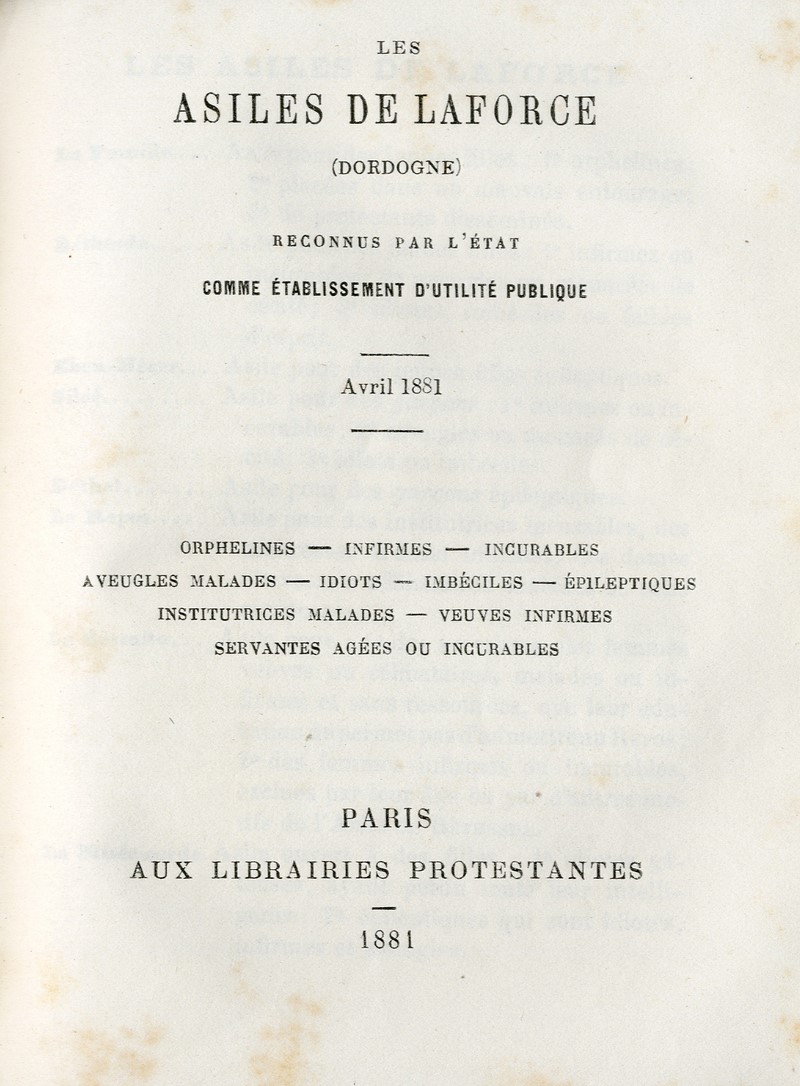 LES
ASILES DE LAFORCE
(DORDOGNE)
RECONNUS PAR L'ÉTAT
COMME ÉTABLISSEMENT D'UTILITÉ PUBLIQUE
Avril 1881
ORPHELINES — INFIRMES — INCURABLES
AVEUGLES MALADES — IDIOTS — IMBÉCILES — ÉPILEPTIQUES
INSTITUTRICES MALADES — VEUVES INFIRMES
SERVANTES AGÉES OU INCURABLES
PARIS
AUX LIBRAIRIES PROTESTANTES
1881